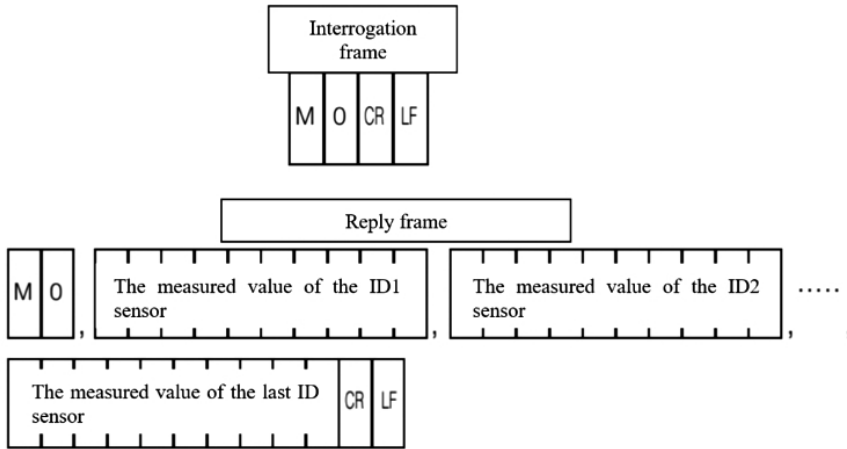 Interrogation
frame
M 0 CR LF
Reply frame
M 0 , The measured value of the ID1
sensor , The measured value of the ID2
sensor , .....
The measured value of the last ID
sensor CR LF